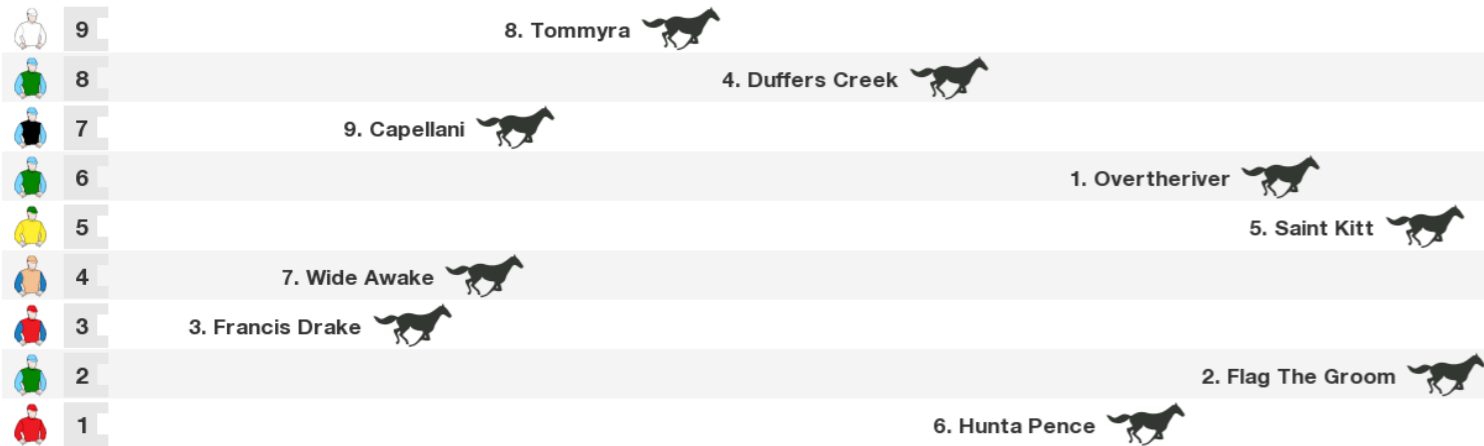 9 8. Tommyra
8 4. Duffers Creek
7 9. Capellani
6 1. Overtheriver
5 5. Saint Kitt
4 7. Wide Awake
3 3. Francis Drake
2 2. Flag The Groom
1 6. Hunta Pence